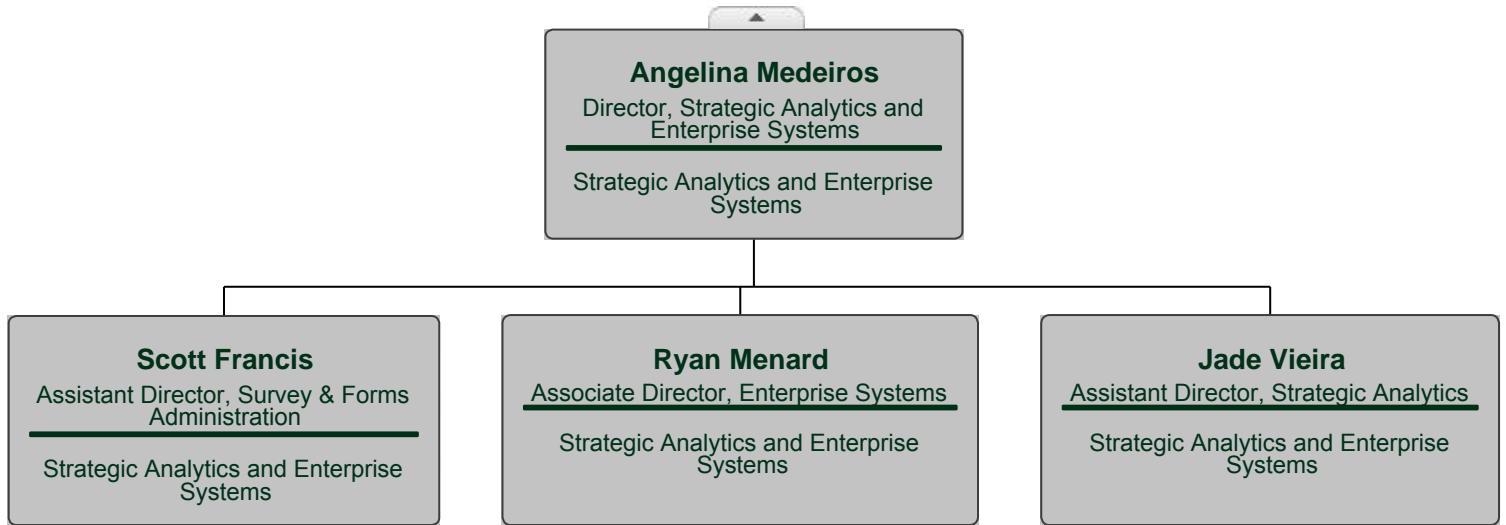 Angelina Medeiros
Director, Strategic Analytics and
Enterprise Systems
Strategic Analytics and Enterprise
Systems
Scott Francis
Assistant Director, Survey & Forms
Administration
Strategic Analytics and Enterprise
Systems
Ryan Menard
Associate Director, Enterprise Systems
Strategic Analytics and Enterprise
Systems
Jade Vieira
Assistant Director, Strategic Analytics
Strategic Analytics and Enterprise
Systems